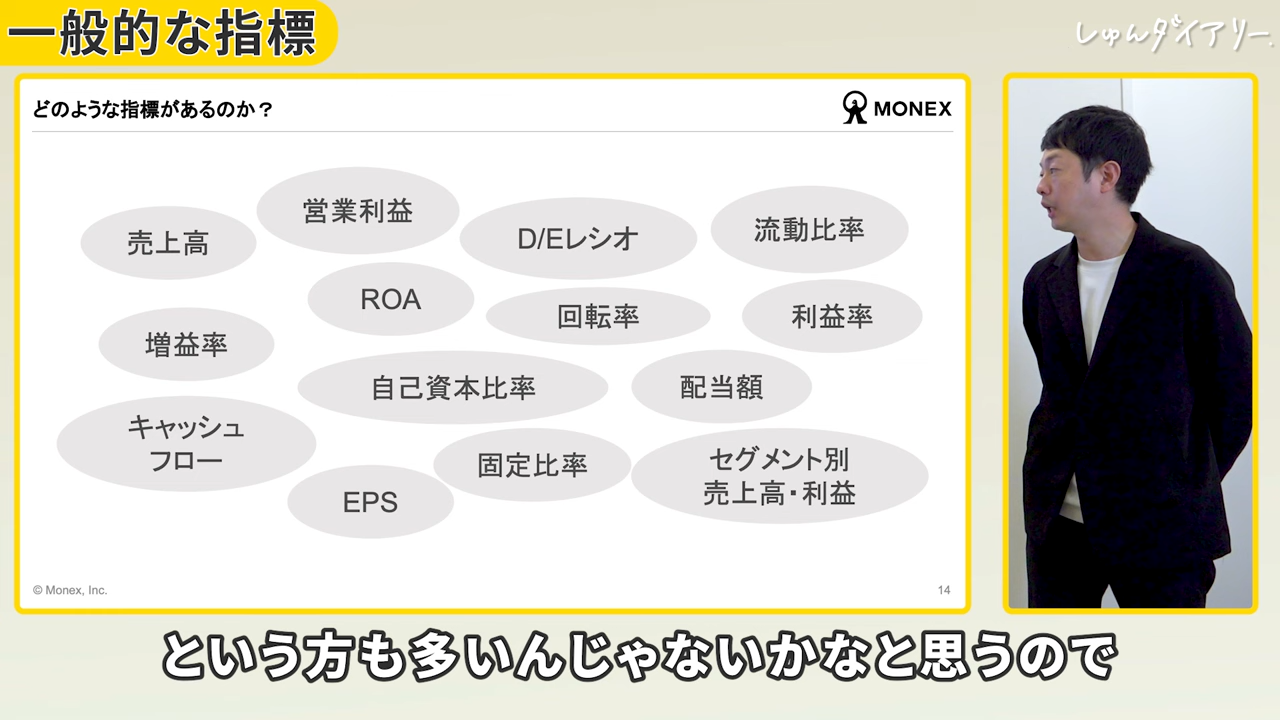 一般的な指標
しゅんダイアリー.
どのような指標があるのか？
MONEX
営業利益
売上高
D/Eレシオ
流動比率
ROA
回転率
利益率
増益率
自己資本比率
配当額
キャッシュ
フロー
固定比率
セグメント別
売上高・利益
EPS
© Monex, Inc.
14
という方も多いんじゃないかなと思うので